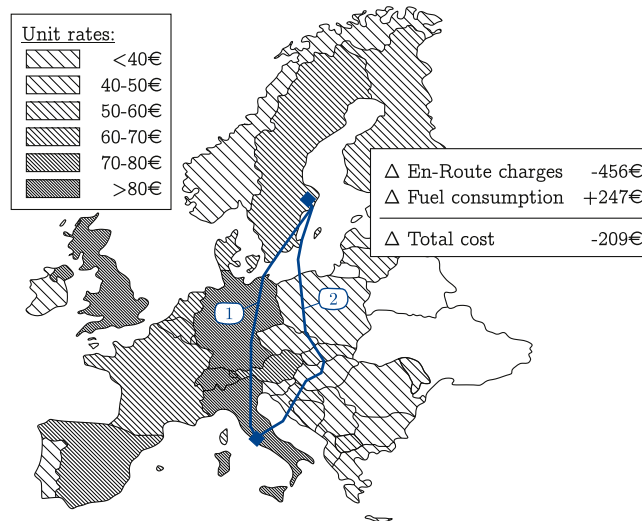 Unit rates:
<40€
40-50€
50-60€
60-70€
70-80€
>80€
Δ En-Route charges -456€
Δ Fuel consumption +247€
Δ Total cost -209€
1
2